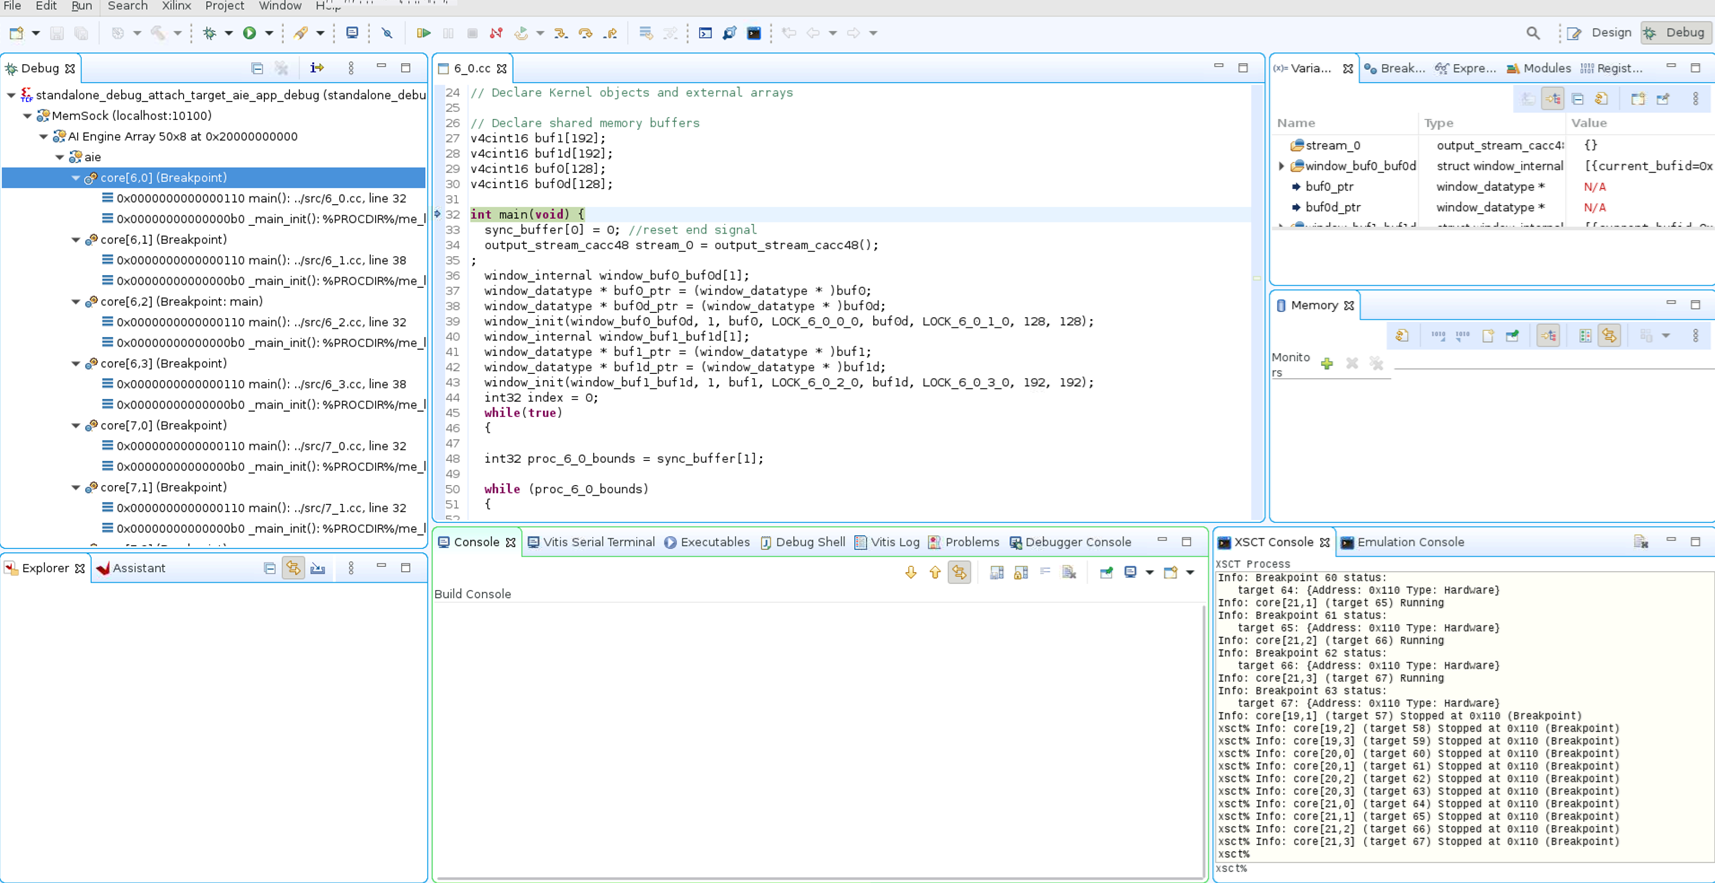 File Edit Run Search Xilinx Project Window
Design
Debug
Debug
standalone_debug_attach_target_aie_app_debug (standalone_debu
MemSock (localhost:10100)
AI Engine Array 50x8 at 0x20000000000
aie
core[6,0] (Breakpoint)
0x0000000000000110 main(): ../src/6_0.cc, line 32
0x00000000000000b0 _main_init(): %PROCDIR%/me_l
core[6,1] (Breakpoint)
0x0000000000000110 main(): ../src/6_1.cc, line 38
0x00000000000000b0 _main_init(): %PROCDIR%/me_l
core[6,2] (Breakpoint: main)
0x0000000000000110 main(): ../src/6_2.cc, line 32
0x00000000000000b0 _main_init(): %PROCDIR%/me_l
core[6,3] (Breakpoint)
0x0000000000000110 main(): ../src/6_3.cc, line 38
0x00000000000000b0 _main_init(): %PROCDIR%/me_l
core[7,0] (Breakpoint)
0x0000000000000110 main(): ../src/7_0.cc, line 32
0x00000000000000b0 _main_init(): %PROCDIR%/me_l
core[7,1] (Breakpoint)
0x0000000000000110 main(): ../src/7_1.cc, line 38
0x00000000000000b0 _main_init(): %PROCDIR%/me_l
Explorer
Assistant
6_0.cc
24 // Declare Kernel objects and external arrays
25
26 // Declare shared memory buffers
27 v4cint16 buf1[192];
28 v4cint16 buf1d[192];
29 v4cint16 buf0[128];
30 v4cint16 buf0d[128];
31
32 int main(void) {
33 sync_buffer[0] = 0; //reset end signal
34 output_stream_cacc48 stream_0 = output_stream_cacc48();
35 ;
36 window_internal window_buf0_buf0d[1];
37 window_datatype * buf0_ptr = (window_datatype * )buf0;
38 window_datatype * buf0d_ptr = (window_datatype * )buf0d;
39 window_init(window_buf0_buf0d, 1, buf0, LOCK_6_0_0_0, buf0d, LOCK_6_0_1_0, 128, 128);
40 window_internal window_buf1_buf1d[1];
41 window_datatype * buf1_ptr = (window_datatype * )buf1;
42 window_datatype * buf1d_ptr = (window_datatype * )buf1d;
43 window_init(window_buf1_buf1d, 1, buf1, LOCK_6_0_2_0, buf1d, LOCK_6_0_3_0, 192, 192);
44 int32 index = 0;
45 while(true)
46 {
47
48 int32 proc_6_0_bounds = sync_buffer[1];
49
50 while (proc_6_0_bounds)
51 {
(x)= Varia... Break... Expre... Modules Regist...
Name Type Value
stream_0 output_stream_cacc4 {}
window_buf0_buf0d struct window_internal [{current_bufid=0x
buf0_ptr window_datatype * N/A
buf0d_ptr window_datatype * N/A
Memory
Monito
rs
Console Vitis Serial Terminal Executables Debug Shell Vitis Log Problems Debugger Console
Build Console
XSCT Console Emulation Console
XSCT Process
Info: Breakpoint 60 status:
target 64: {Address: 0x110 Type: Hardware}
Info: core[21,1] (target 65) Running
Info: Breakpoint 61 status:
target 65: {Address: 0x110 Type: Hardware}
Info: core[21,2] (target 66) Running
Info: Breakpoint 62 status:
target 66: {Address: 0x110 Type: Hardware}
Info: core[21,3] (target 67) Running
Info: Breakpoint 63 status:
target 67: {Address: 0x110 Type: Hardware}
Info: core[19,1] (target 57) Stopped at 0x110 (Breakpoint)
xsct% Info: core[19,2] (target 58) Stopped at 0x110 (Breakpoint)
xsct% Info: core[19,3] (target 59) Stopped at 0x110 (Breakpoint)
xsct% Info: core[20,0] (target 60) Stopped at 0x110 (Breakpoint)
xsct% Info: core[20,1] (target 61) Stopped at 0x110 (Breakpoint)
xsct% Info: core[20,2] (target 62) Stopped at 0x110 (Breakpoint)
xsct% Info: core[20,3] (target 63) Stopped at 0x110 (Breakpoint)
xsct% Info: core[21,0] (target 64) Stopped at 0x110 (Breakpoint)
xsct% Info: core[21,1] (target 65) Stopped at 0x110 (Breakpoint)
xsct% Info: core[21,2] (target 66) Stopped at 0x110 (Breakpoint)
xsct% Info: core[21,3] (target 67) Stopped at 0x110 (Breakpoint)
xsct%
xsct%